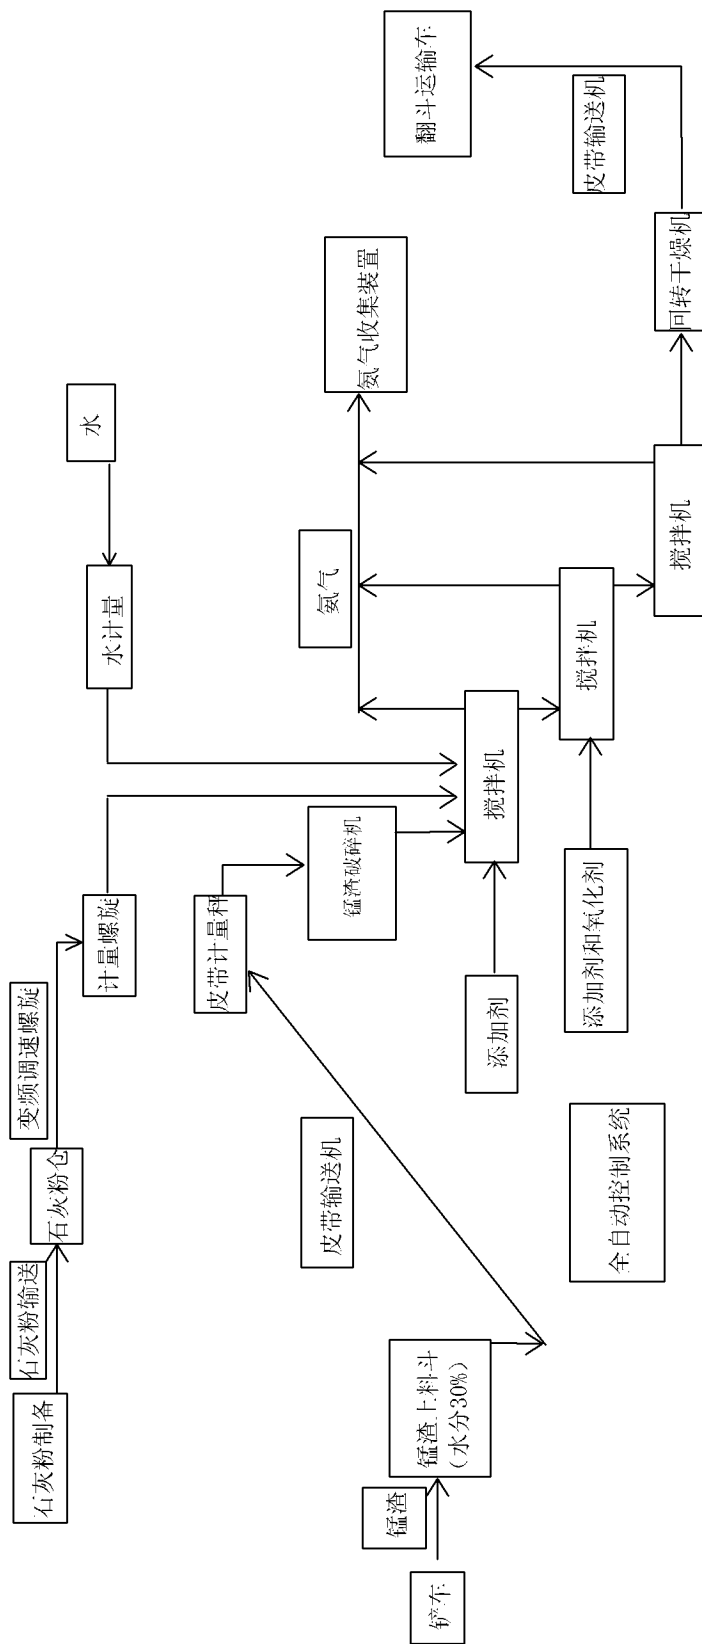 石灰粉制备
石灰粉输送
石灰粉仓
变频调速螺旋
计量螺旋
水计量
水
皮带计量秤
锰渣破碎机
皮带输送机
氨气
氨气收集装置
翻斗运输车
铲车
锰渣
锰渣上料斗
（水分30%）
添加剂
搅拌机
添加剂和氧化剂
搅拌机
搅拌机
回转干燥机
皮带输送机
全自动控制系统